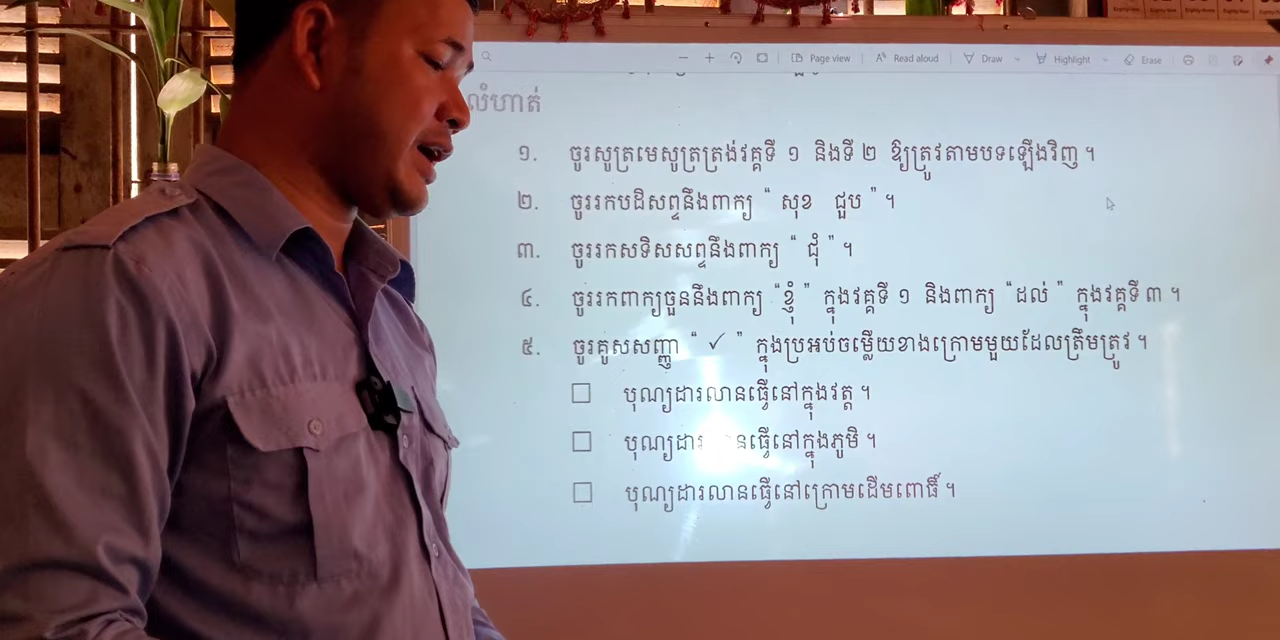 Page view Read aloud Draw Highlight Erase
លំហាត់
១. ចូរសូត្រមេសូត្រត្រង់វគ្គទី ១ និងទី ២ ឱ្យត្រូវតាមបទឡើងវិញ ។
២. ចូររកបដិសព្ទនឹងពាក្យ “ សុខ ជួប ” ។
៣. ចូររកសទិសសព្ទនឹងពាក្យ “ ជុំ ” ។
៤. ចូររកពាក្យចួននឹងពាក្យ “ខ្ញុំ ” ក្នុងវគ្គទី ១ និងពាក្យ “ដល់ ” ក្នុងវគ្គទី ៣ ។
៥. ចូរគូសសញ្ញា “ ✓ ” ក្នុងប្រអប់ចម្លើយខាងក្រោមមួយដែលត្រឹមត្រូវ ។
☐ បុណ្យដារលានធ្វើនៅក្នុងវត្ត ។
☐ បុណ្យដារ នធ្វើនៅក្នុងភូមិ ។
☐ បុណ្យដារលានធ្វើនៅក្រោមដើមពោធិ៍ ។